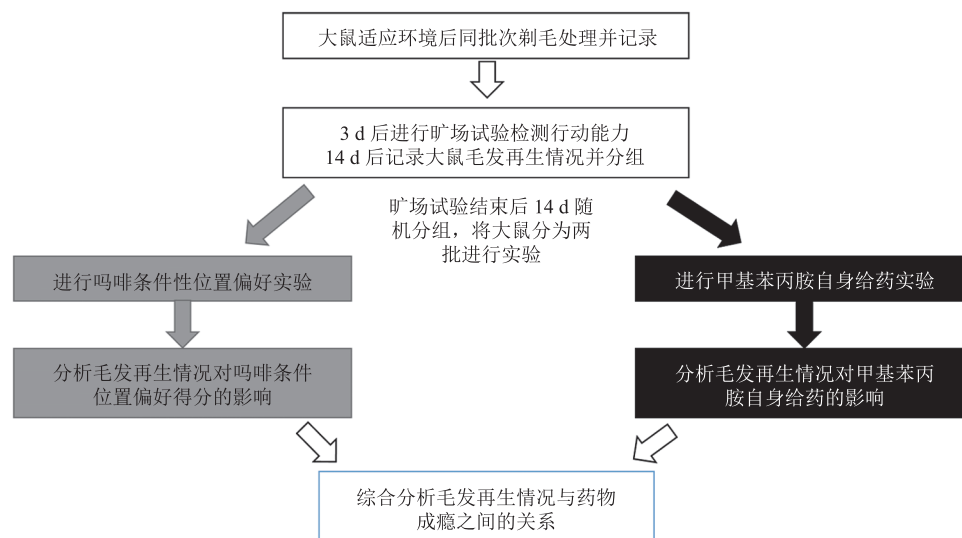 大鼠适应环境后同批次剃毛处理并记录
3 d 后进行旷场试验检测行动能力
14 d 后记录大鼠毛发再生情况并分组
旷场试验结束后 14 d 随
机分组，将大鼠分为两
批进行实验
进行吗啡条件性位置偏好实验
进行甲基苯丙胺自身给药实验
分析毛发再生情况对吗啡条件
位置偏好得分的影响
分析毛发再生情况对甲基苯丙
胺自身给药的影响
综合分析毛发再生情况与药物
成瘾之间的关系